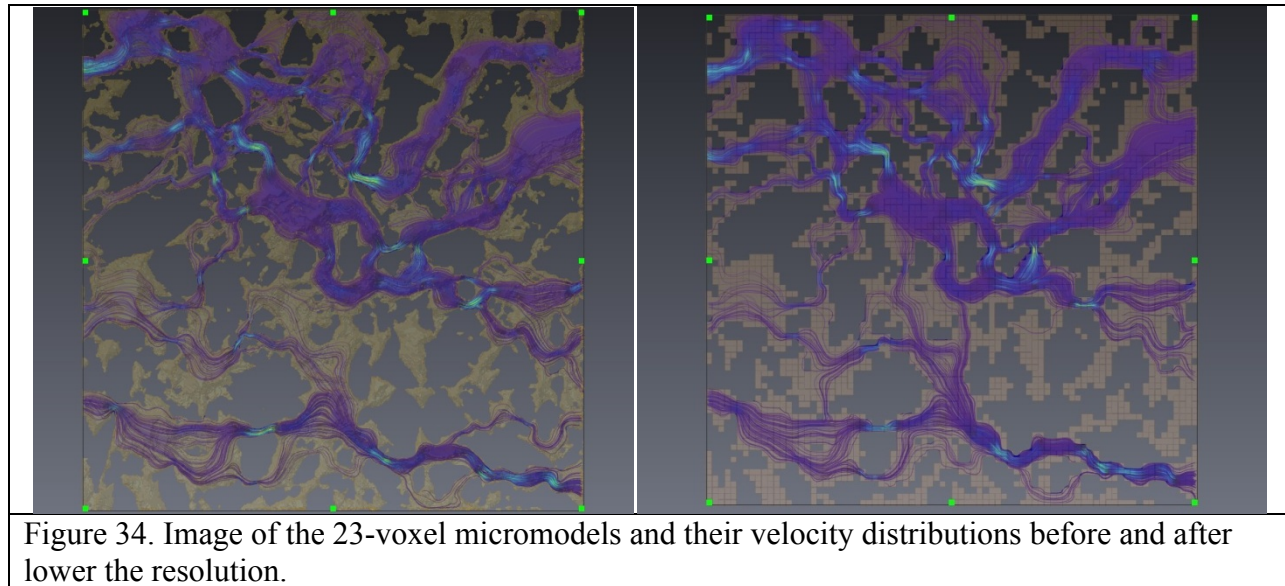 Figure 34. Image of the 23-voxel micromodels and their velocity distributions before and after
lower the resolution.